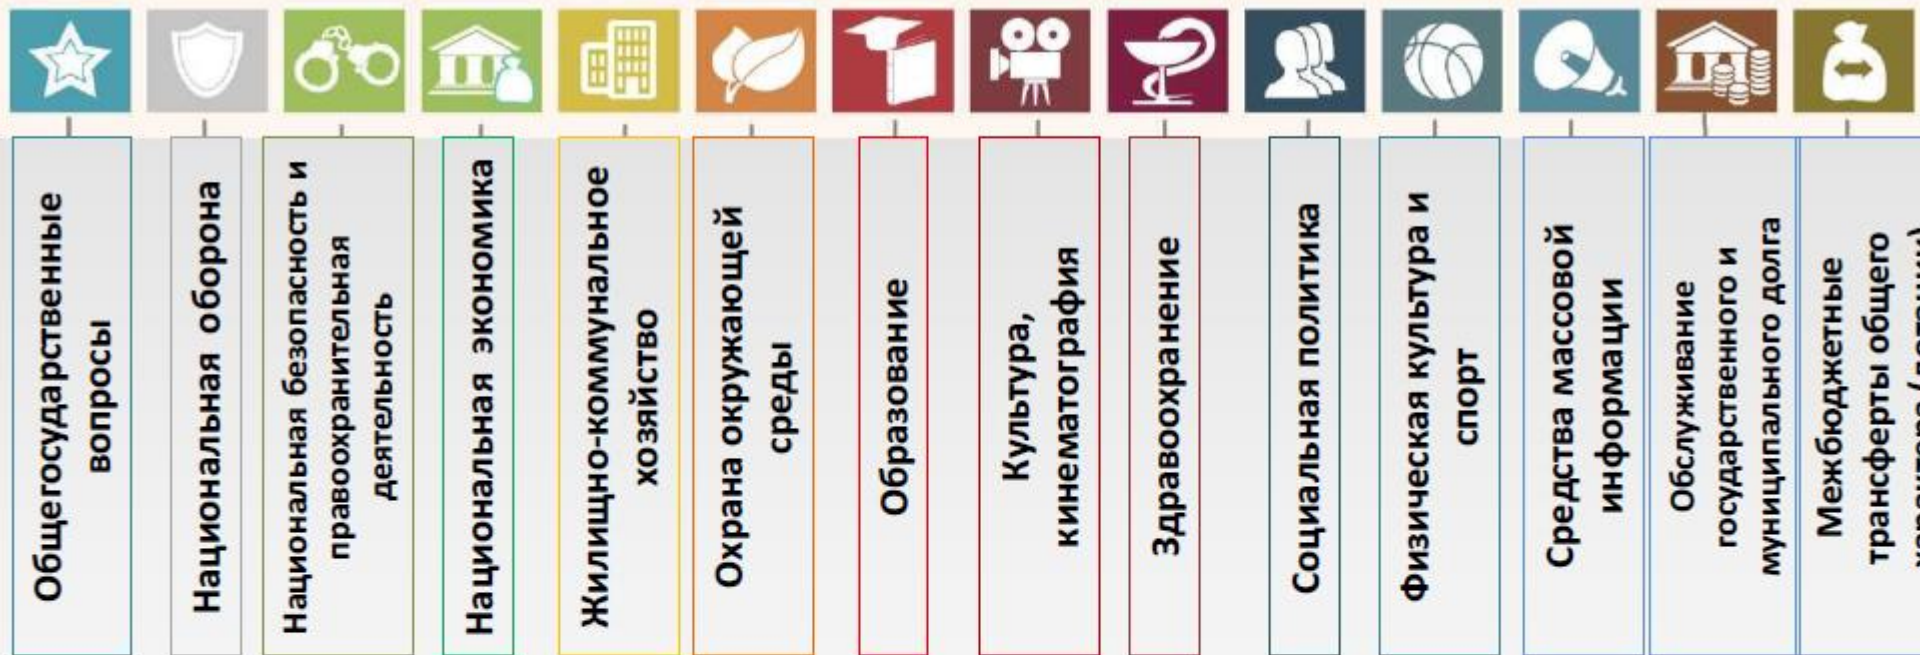 Общегосударственные
вопросы
Национальная оборона
Национальная безопасность и
правоохранительная
деятельность
Национальная экономика
Жилищно-коммунальное
хозяйство
Охрана окружающей
среды
Образование
Культура,
кинематография
Здравоохранение
Социальная политика
Физическая культура и
спорт
Средства массовой
информации
Обслуживание
государственного и
муниципального долга
Межбюджетные
трансферты общего